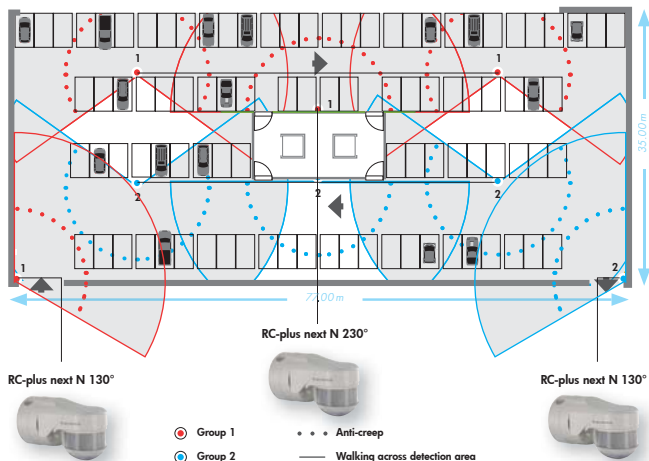 1
1
1
35.00 m
2
2
2
1
2
72.00 m
RC-plus next N 230°
RC-plus next N 130°
RC-plus next N 130°
Group 1
Anti-creep
Group 2
Walking across detection area